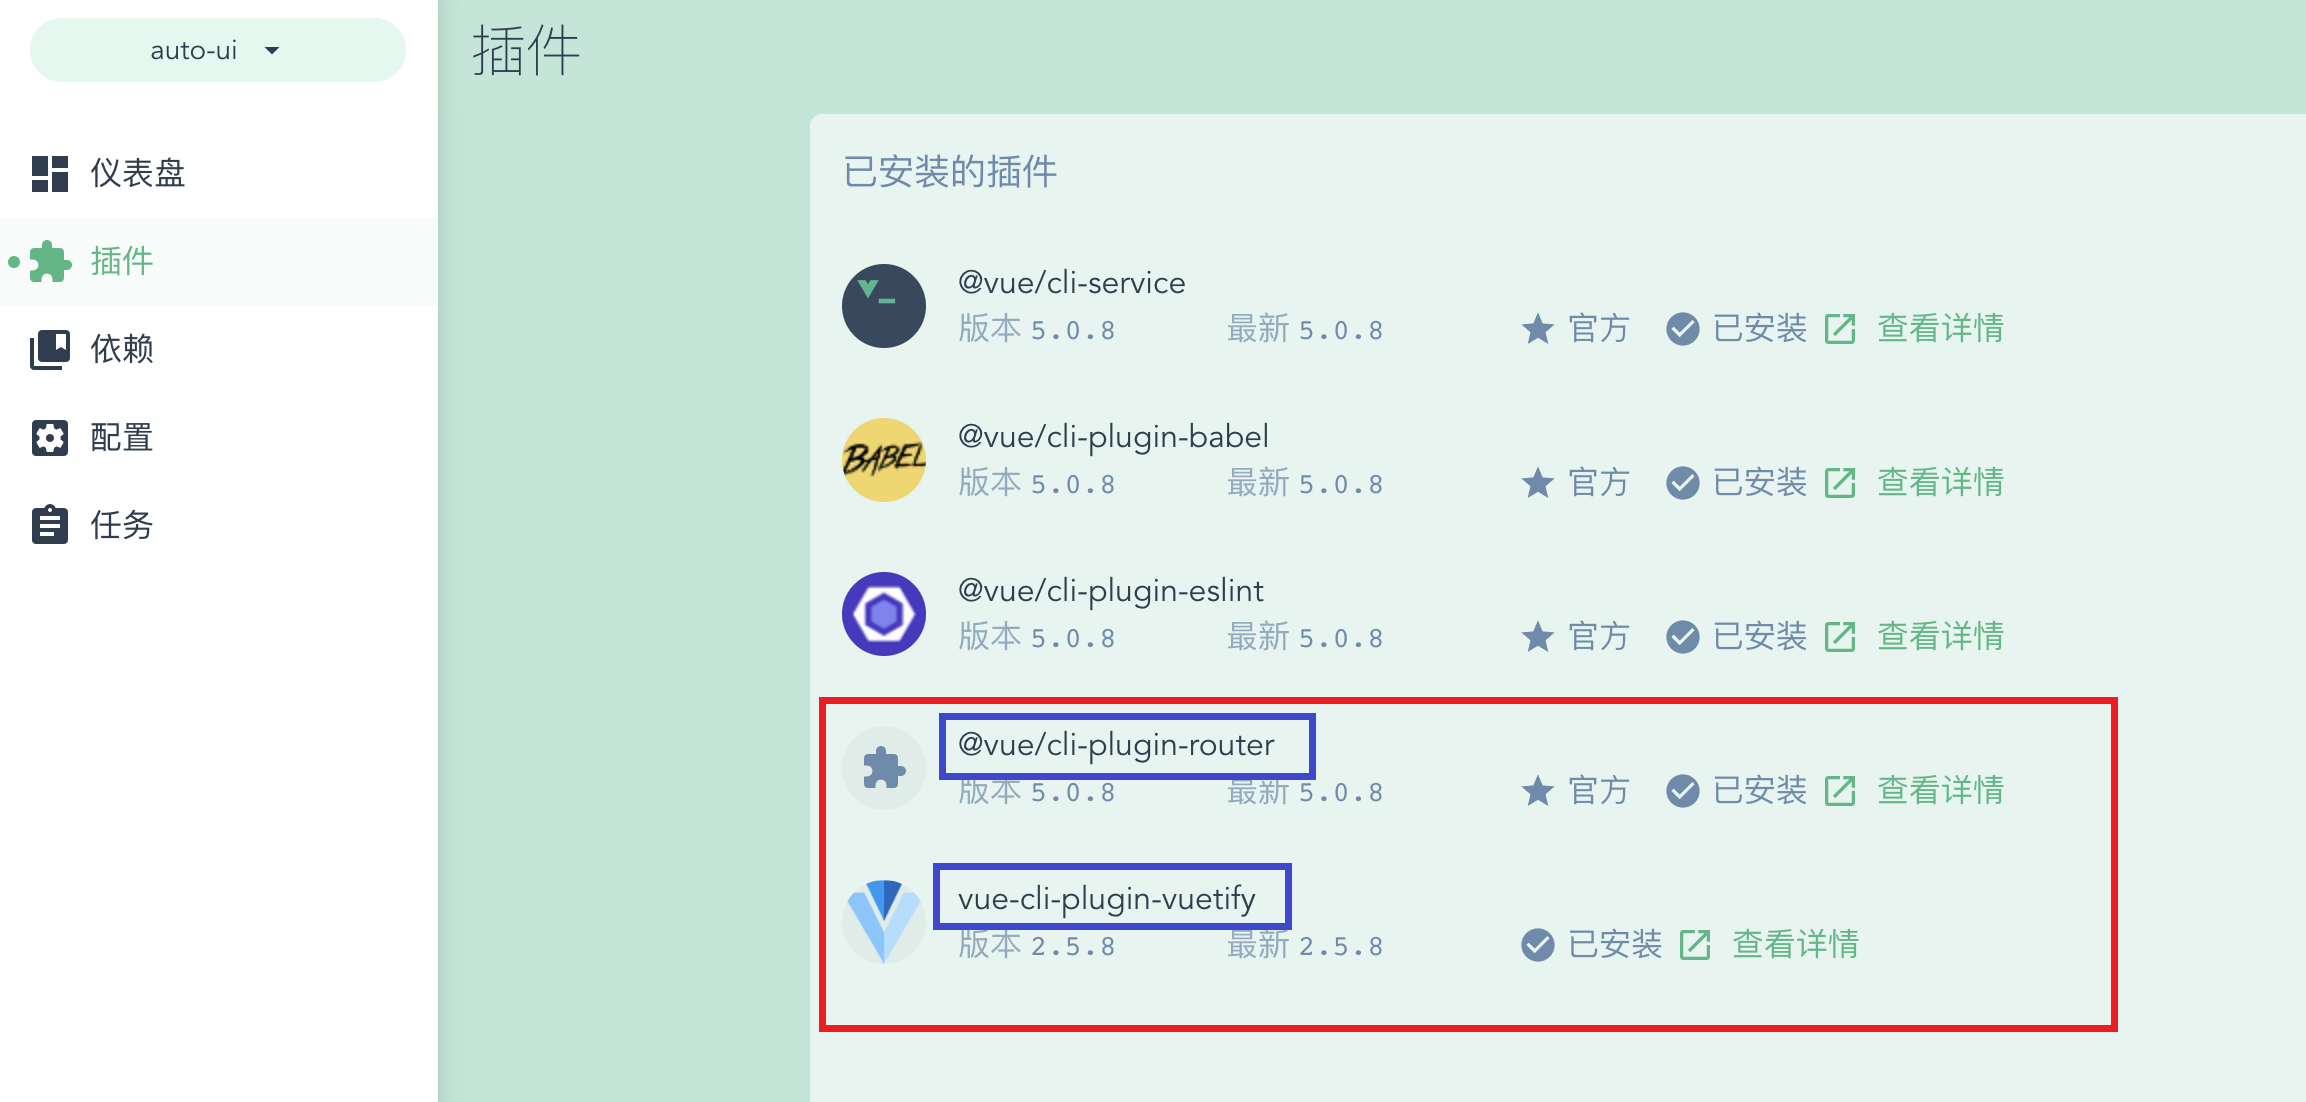 auto-ui
仪表盘
插件
依赖
配置
任务
插件
已安装的插件
@vue/cli-service
版本 5.0.8 最新 5.0.8 官方 已安装 查看详情
BABEL
@vue/cli-plugin-babel
版本 5.0.8 最新 5.0.8 官方 已安装 查看详情
@vue/cli-plugin-eslint
版本 5.0.8 最新 5.0.8 官方 已安装 查看详情
@vue/cli-plugin-router
版本 5.0.8 最新 5.0.8 官方 已安装 查看详情
vue-cli-plugin-vuetify
版本 2.5.8 最新 2.5.8 已安装 查看详情